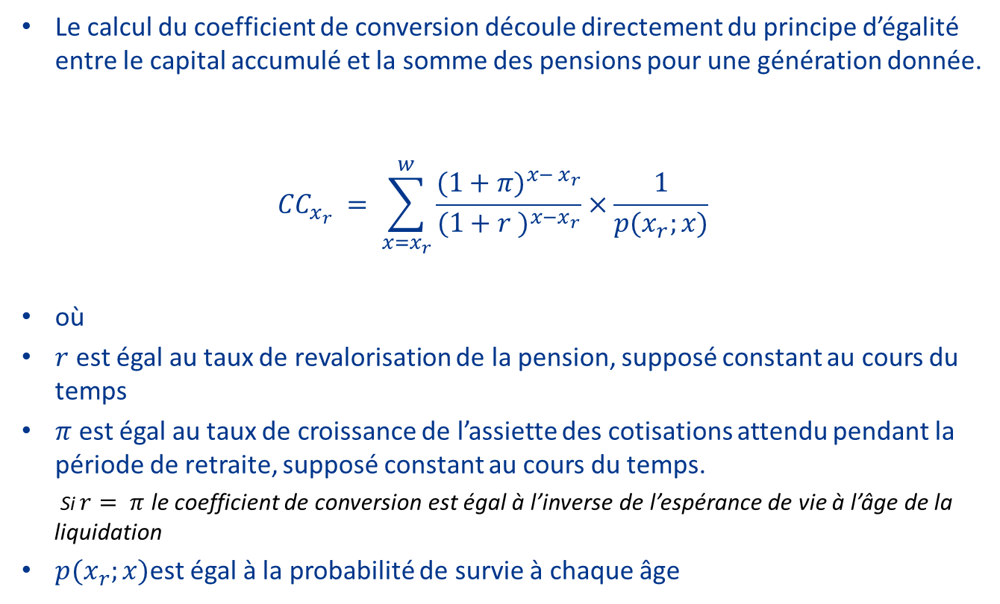 • Le calcul du coefficient de conversion découle directement du principe d’égalité
entre le capital accumulé et la somme des pensions pour une génération donnée.
CC_{x_r} = \sum_{x=x_r}^{w} \frac{(1 + π)^{x- x_r}}{(1 + r )^{x-x_r}} × \frac{1}{p(x_r; x)}
• où
• r est égal au taux de revalorisation de la pension, supposé constant au cours du
temps
• π est égal au taux de croissance de l’assiette des cotisations attendu pendant la
période de retraite, supposé constant au cours du temps.
Si r = π le coefficient de conversion est égal à l’inverse de l’espérance de vie à l’âge de la
liquidation
• p(x_r; x)est égal à la probabilité de survie à chaque âge